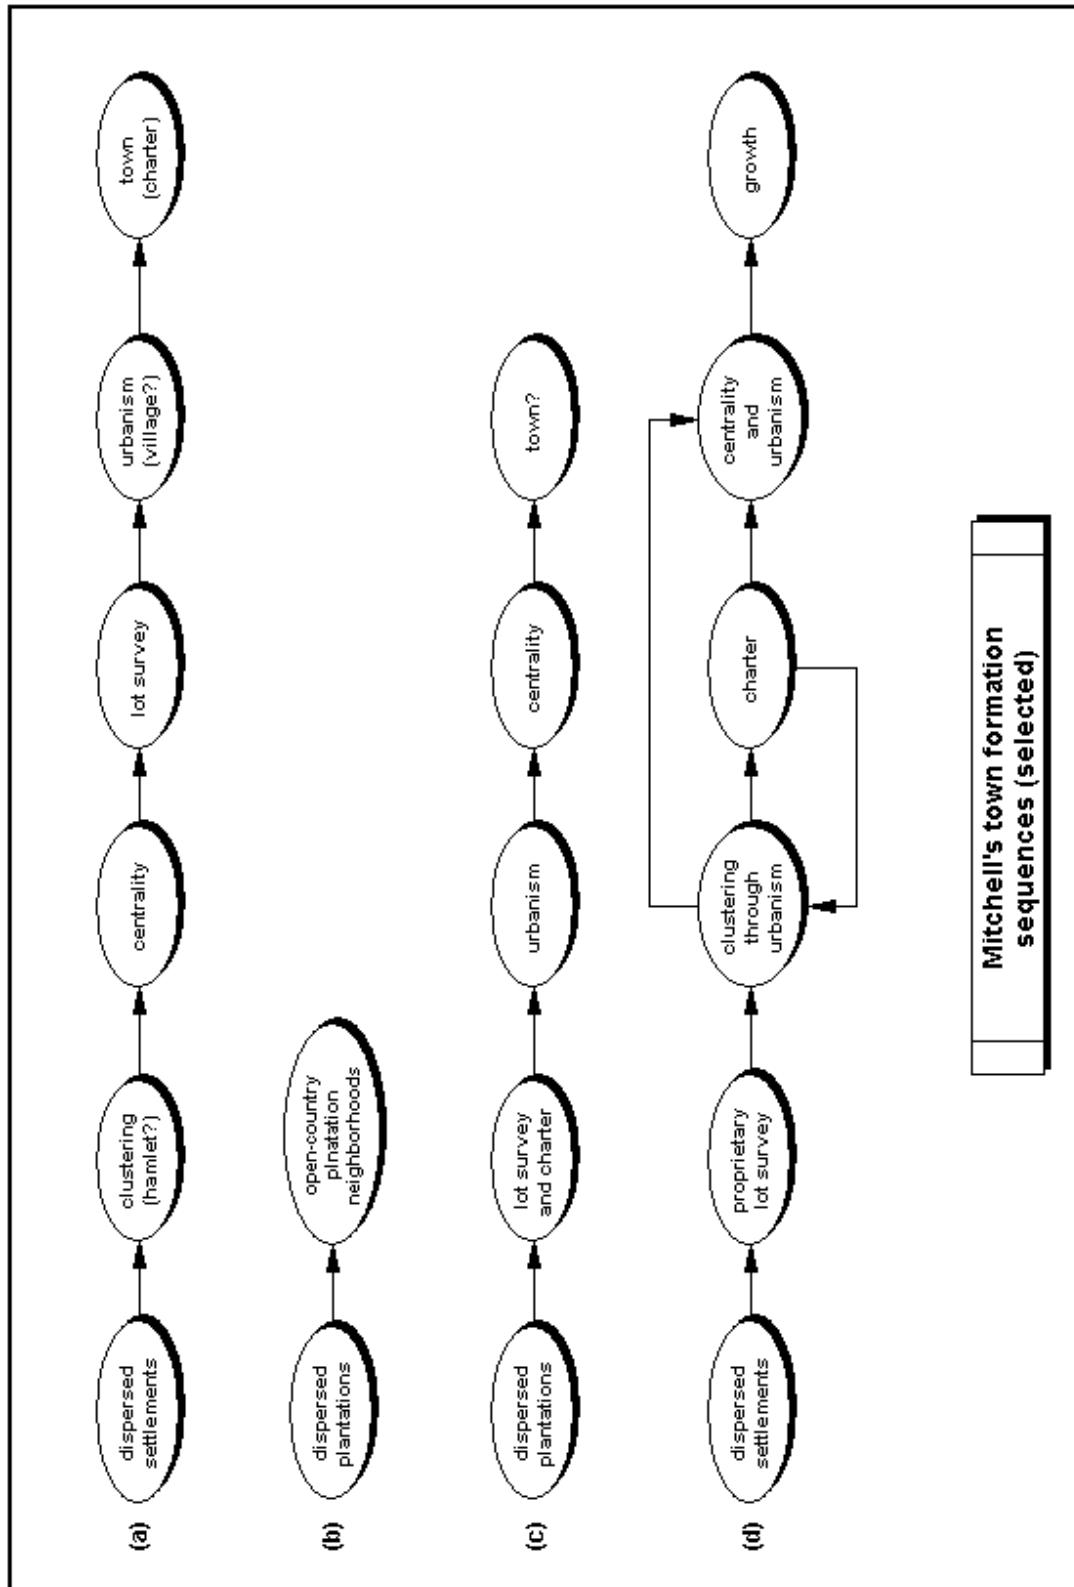 (a)
dispersed
settlements
clustering
(hamlet?)
centrality
lot survey
urbanism
(village?)
town
(charter)
(b)
dispersed
plantations
open-country
plnatation
neighborhoods
(c)
dispersed
plantations
lot survey
and charter
urbanism
centrality
town?
(d)
dispersed
settlements
proprietary
lot survey
clustering
through
urbanism
charter
centrality
and
urbanism
growth
Mitchell's town formation
sequences (selected)